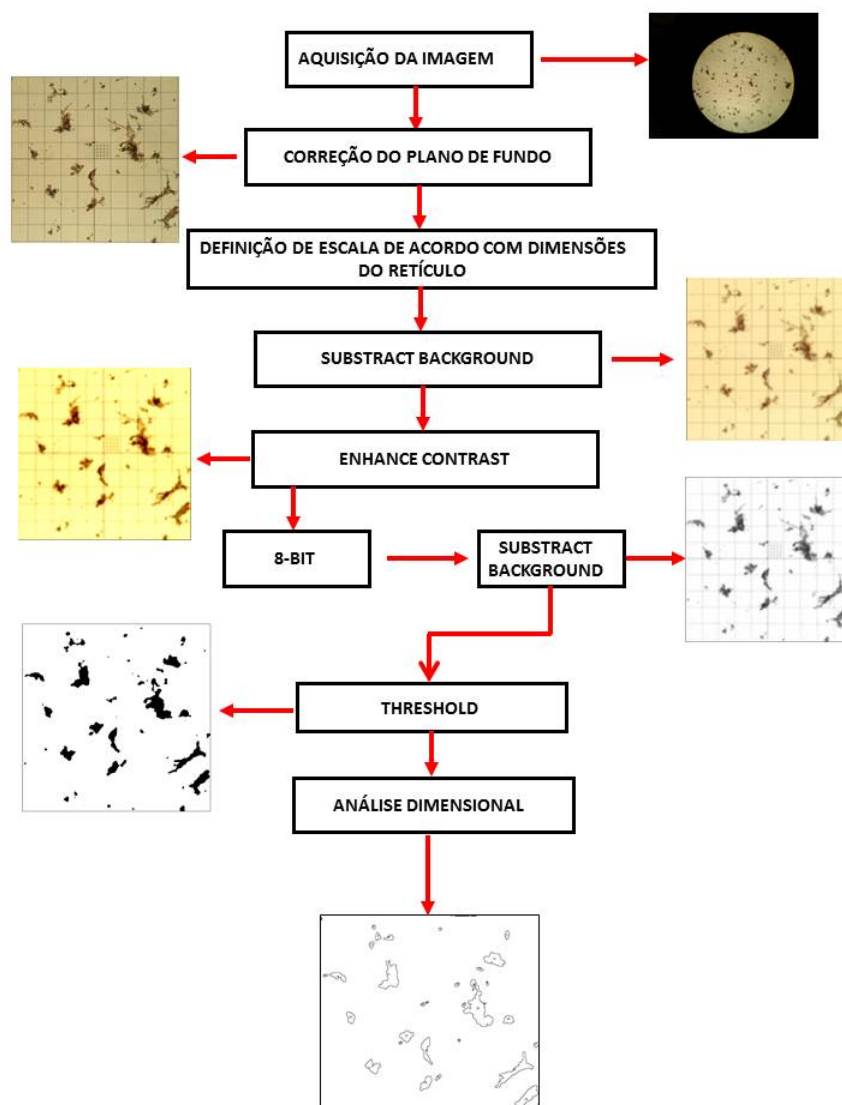 AQUISIÇÃO DA IMAGEM
CORREÇÃO DO PLANO DE FUNDO
DEFINIÇÃO DE ESCALA DE ACORDO COM DIMENSÕES
DO RETÍCULO
SUBSTRACT BACKGROUND
ENHANCE CONTRAST
8-BIT
SUBSTRACT
BACKGROUND
THRESHOLD
ANÁLISE DIMENSIONAL